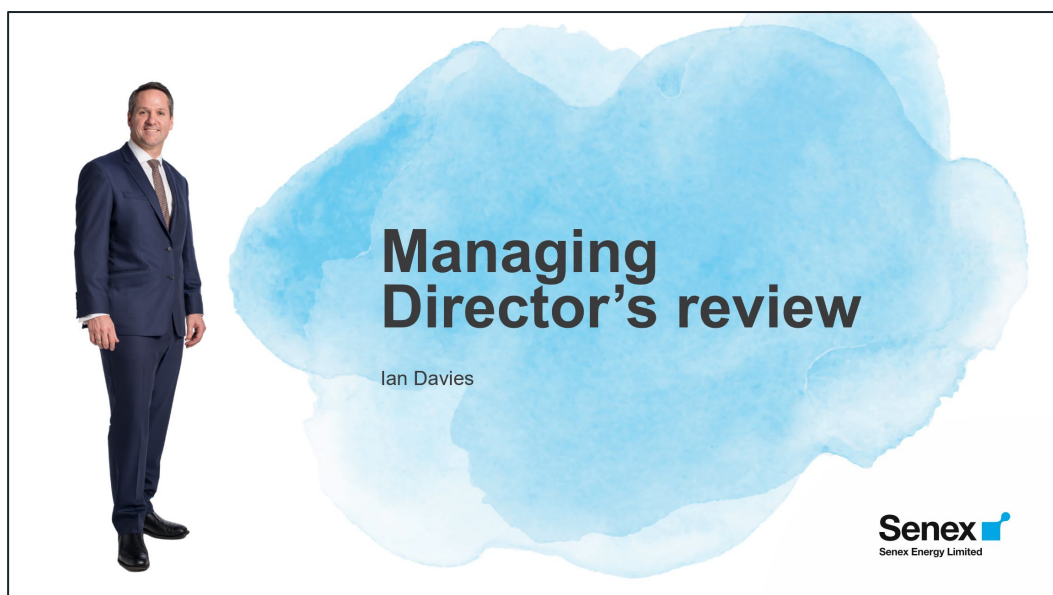 Managing
Director’s review
Ian Davies
Senex
Senex Energy Limited